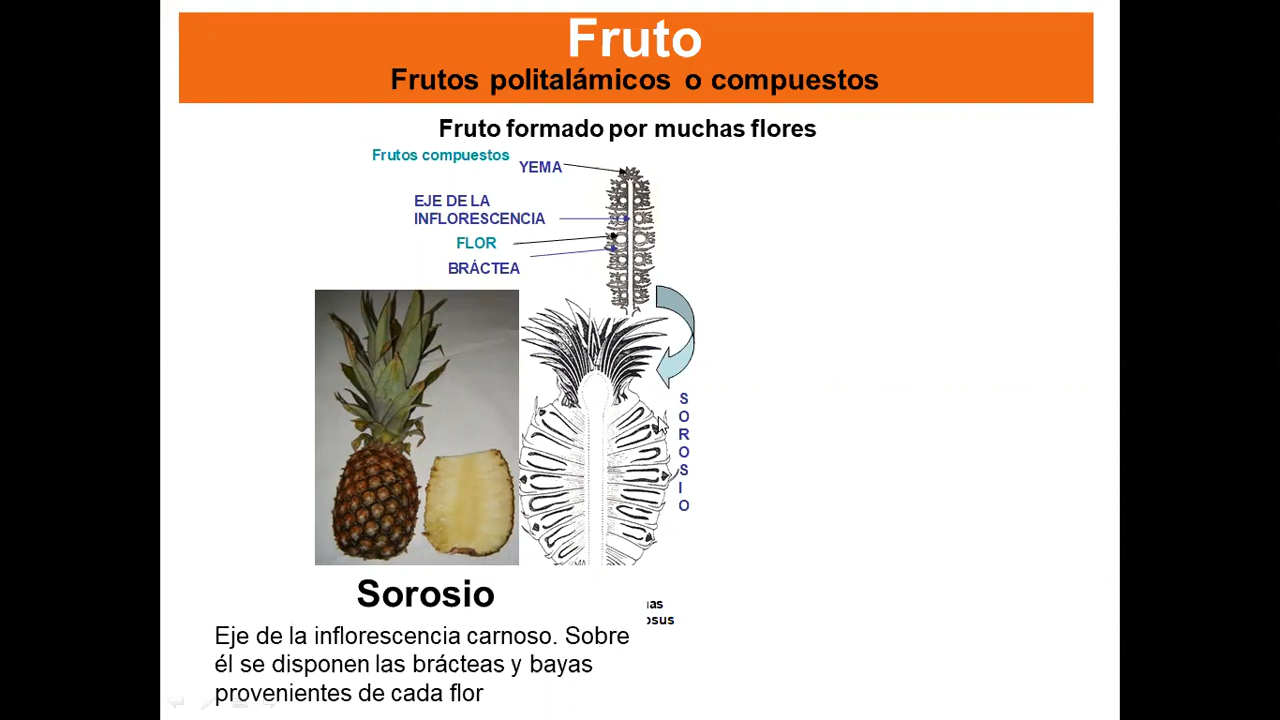 Fruto
Frutos politalámicos o compuestos
Fruto formado por muchas flores
Frutos compuestos
YEMA
EJE DE LA
INFLORESCENCIA
FLOR
BRÁCTEA
SOROSIO
Sorosio
Eje de la inflorescencia carnoso. Sobre
él se disponen las brácteas y bayas
provenientes de cada flor